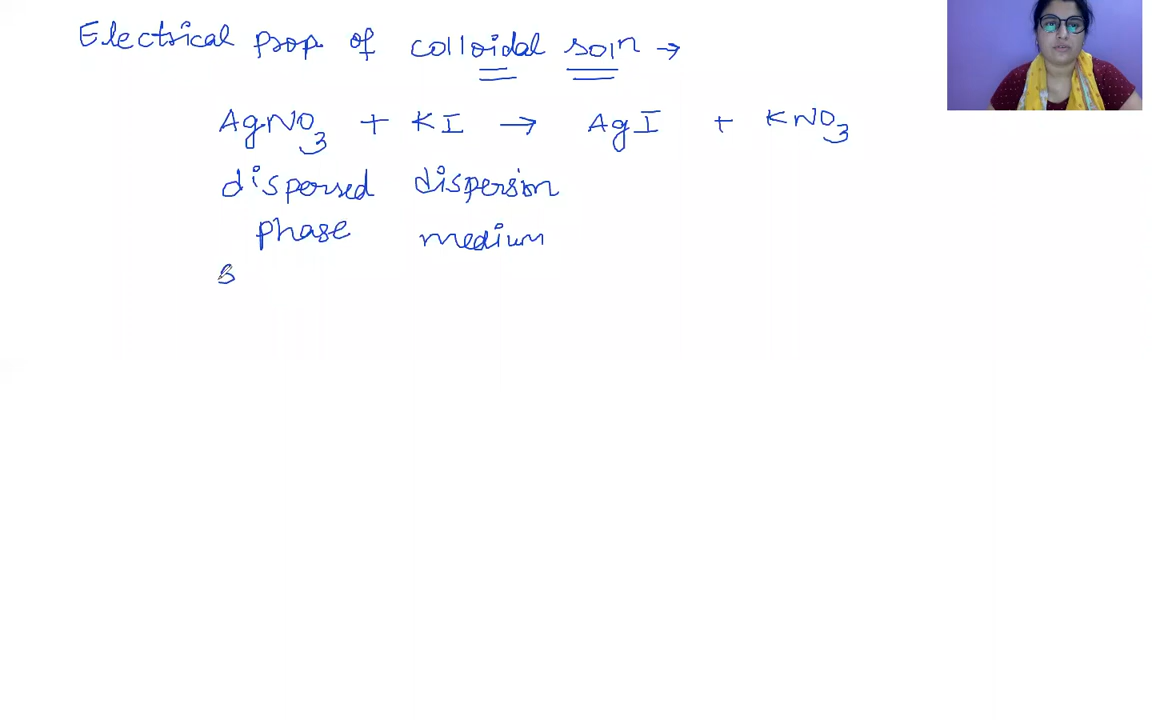 Electrical prop. of colloidal soln →
AgNO₃ + KI → AgI + KNO₃
dispersed dispersion
phase medium